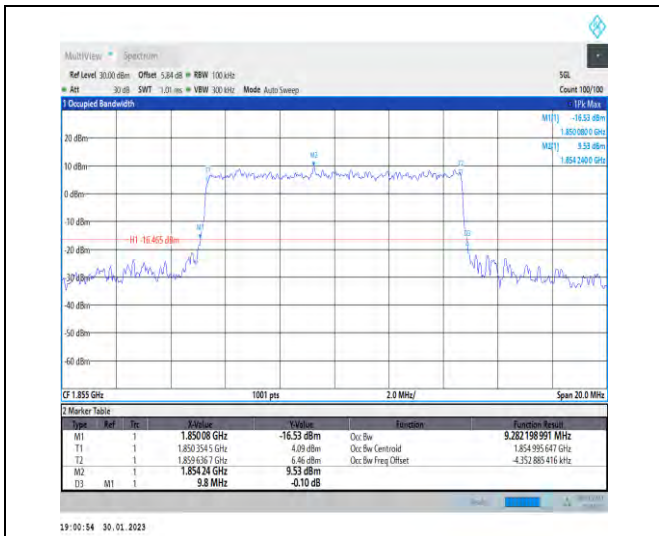 MultiView Spectrum
Ref Level 30.00 dBm Offset 5.84 dB RBW 100 kHz SGL
Att 30 dB SWT 1.01 ms VBW 300 kHz Mode Auto Sweep Count 100/100
1 Occupied Bandwidth 1Pk Max
M1[1] -16.53 dBm
1.850 080 0 GHz
M2[1] 9.53 dBm
1.854 240 0 GHz
20 dBm
M2
10 dBm
T1
T2
0 dBm
-10 dBm
M1
D3
H1 -16.465 dBm
-20 dBm
-30 dBm
-40 dBm
-50 dBm
-60 dBm
CF 1.855 GHz 1001 pts 2.0 MHz/ Span 20.0 MHz
2 Marker Table
Type Ref Trc X-Value Y-Value Function Function Result
M1 1 1.85008 GHz -16.53 dBm Occ Bw 9.282 198 991 MHz
T1 1 1.850 354 5 GHz 4.09 dBm Occ Bw Centroid 1.854 995 647 GHz
T2 1 1.859 636 7 GHz 6.46 dBm Occ Bw Freq Offset -4.352 885 416 kHz
M2 1 1.854 24 GHz 9.53 dBm
D3 M1 1 9.8 MHz -0.10 dB
19:00:54 30.01.2023